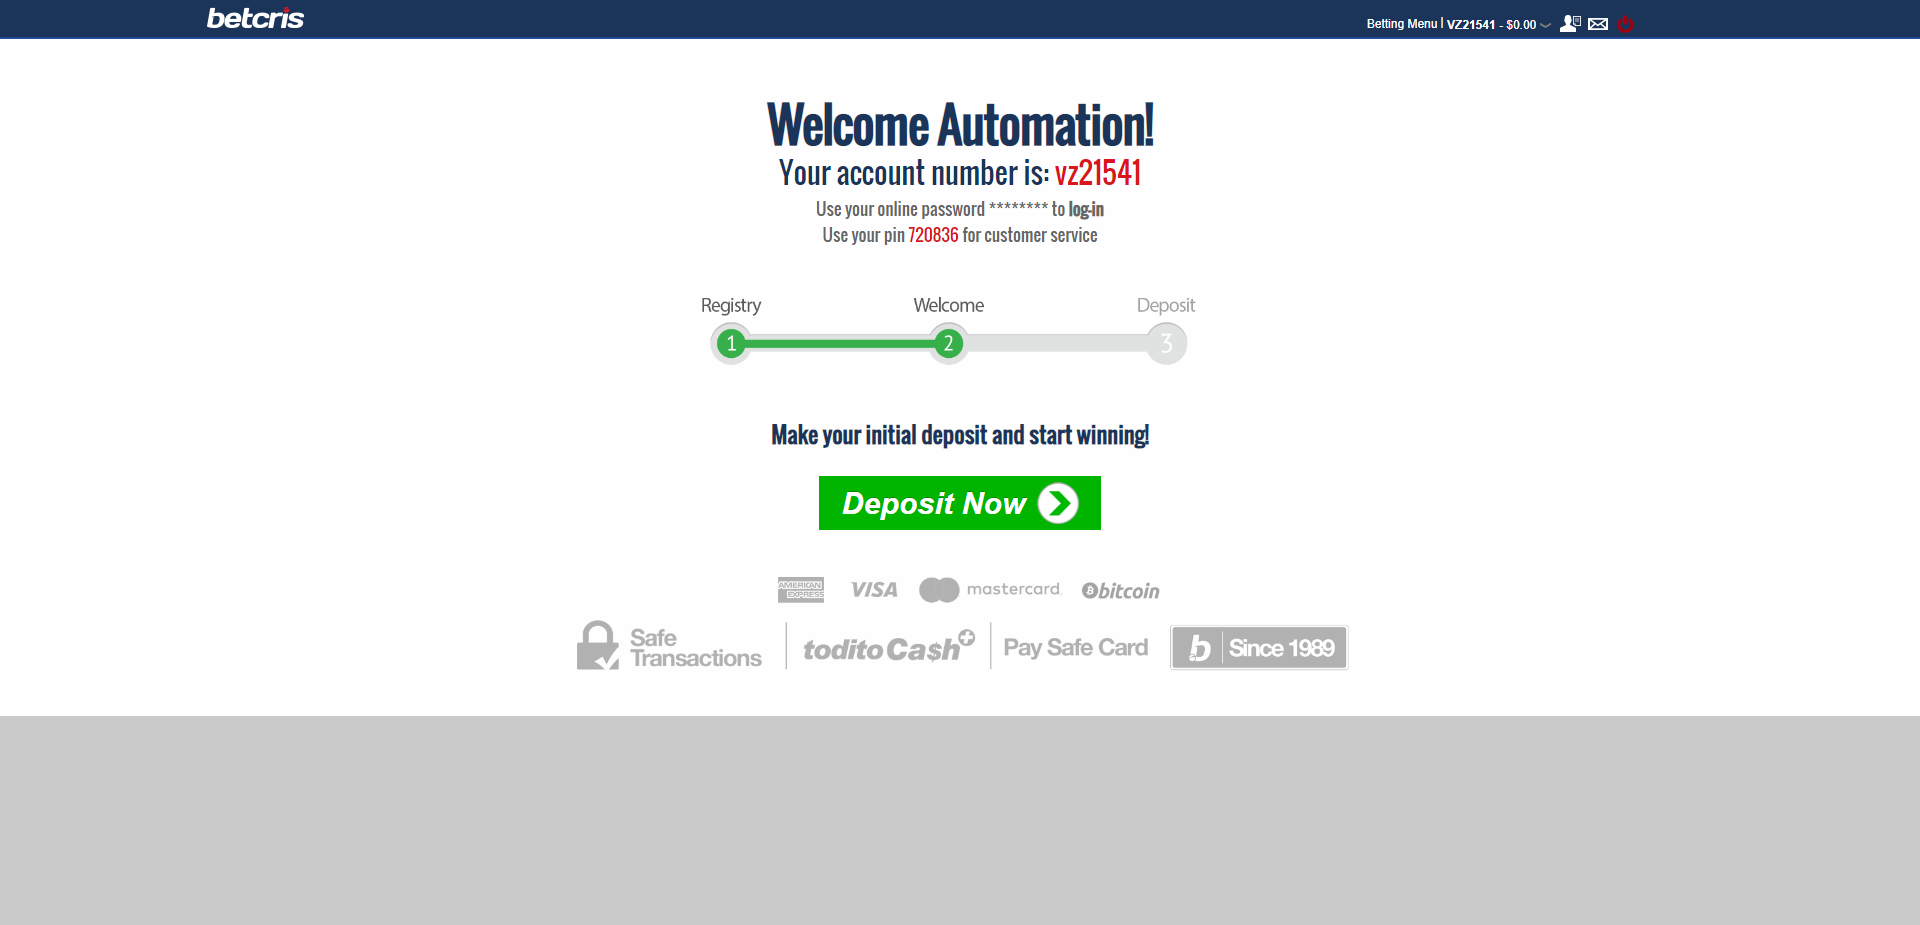 betcris
Betting Menu | VZ21541 - $0.00
Welcome Automation!
Your account number is: vz21541
Use your online password ******** to log-in
Use your pin 720836 for customer service
Registry Welcome Deposit
1 2 3
Make your initial deposit and start winning!
Deposit Now
AMERICAN EXPRESS VISA mastercard. bitcoin
Safe Transactions toditoCa$h+ Pay Safe Card b Since 1989